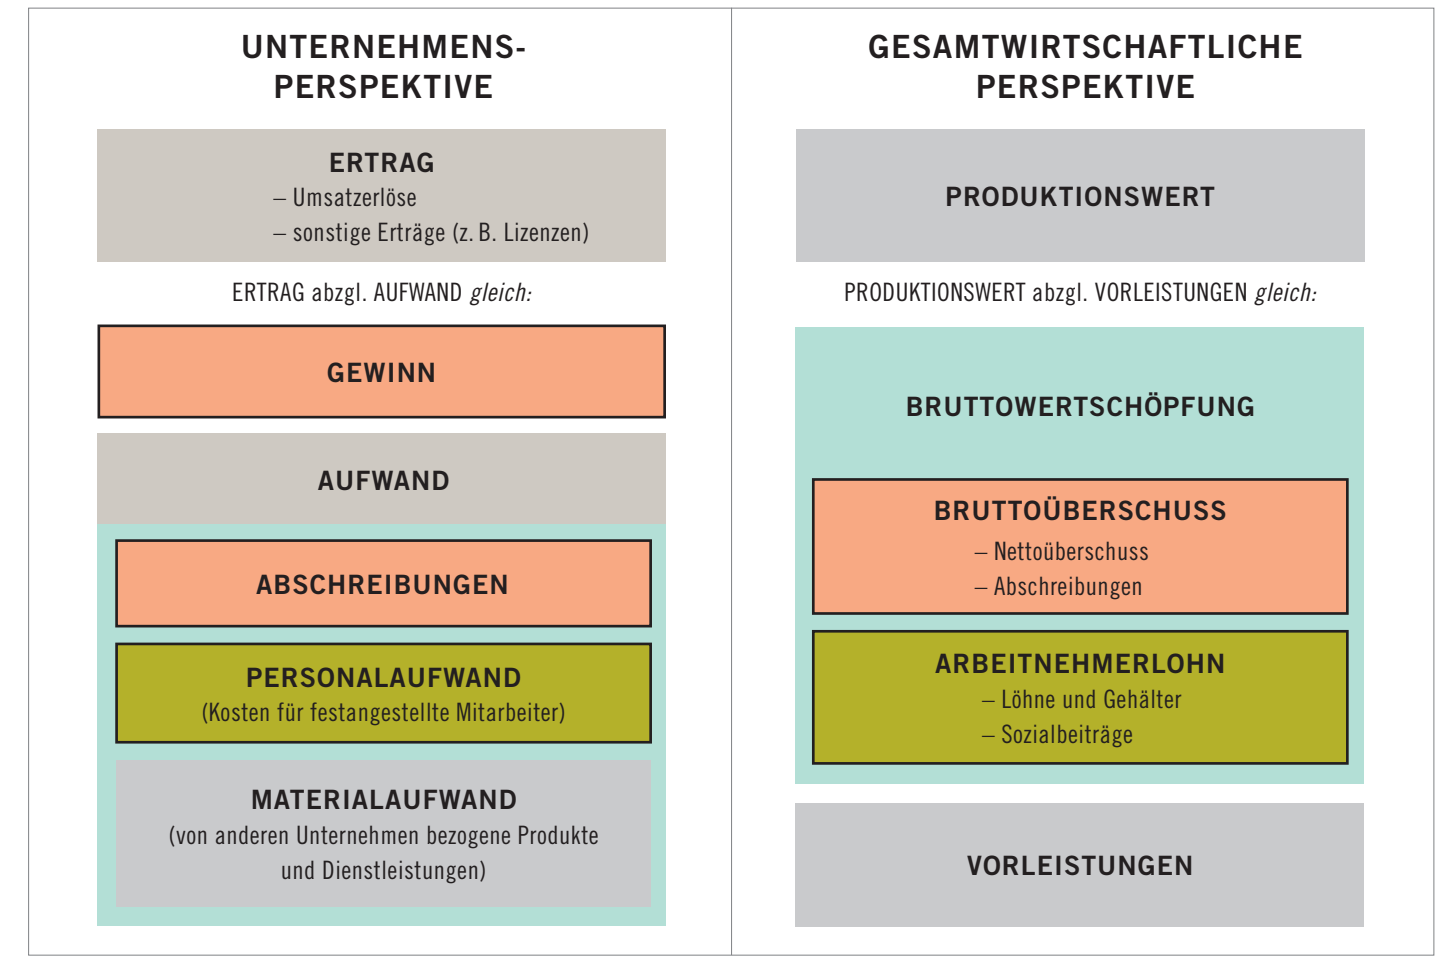 UNTERNEHMENS-
PERSPEKTIVE
ERTRAG
– Umsatzerlöse
– sonstige Erträge (z. B. Lizenzen)
ERTRAG abzgl. AUFWAND gleich:
GEWINN
AUFWAND
ABSCHREIBUNGEN
PERSONALAUFWAND
(Kosten für festangestellte Mitarbeiter)
MATERIALAUFWAND
(von anderen Unternehmen bezogene Produkte
und Dienstleistungen)
GESAMTWIRTSCHAFTLICHE
PERSPEKTIVE
PRODUKTIONSWERT
PRODUKTIONSWERT abzgl. VORLEISTUNGEN gleich:
BRUTTOWERTSCHÖPFUNG
BRUTTOÜBERSCHUSS
– Nettoüberschuss
– Abschreibungen
ARBEITNEHMERLOHN
– Löhne und Gehälter
– Sozialbeiträge
VORLEISTUNGEN